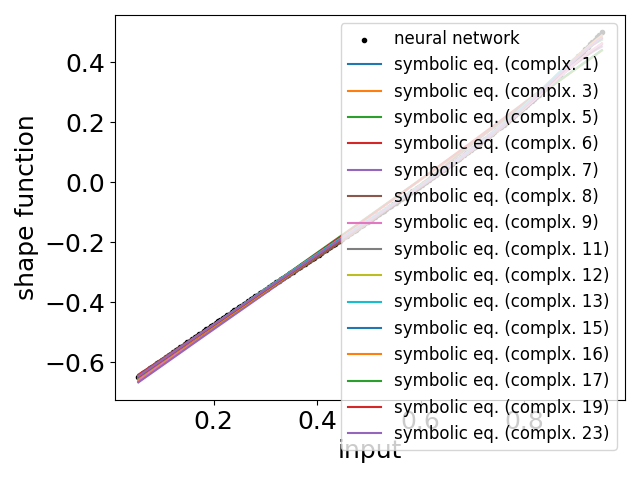 neural network
symbolic eq. (complx. 1)
symbolic eq. (complx. 3)
symbolic eq. (complx. 5)
symbolic eq. (complx. 6)
symbolic eq. (complx. 7)
symbolic eq. (complx. 8)
symbolic eq. (complx. 9)
symbolic eq. (complx. 11)
symbolic eq. (complx. 12)
symbolic eq. (complx. 13)
symbolic eq. (complx. 15)
symbolic eq. (complx. 16)
symbolic eq. (complx. 17)
symbolic eq. (complx. 19)
symbolic eq. (complx. 23)
shape function
0.4
0.2
0.0
−0.2
−0.4
−0.6
0.2 0.4 0.6 0.8
input